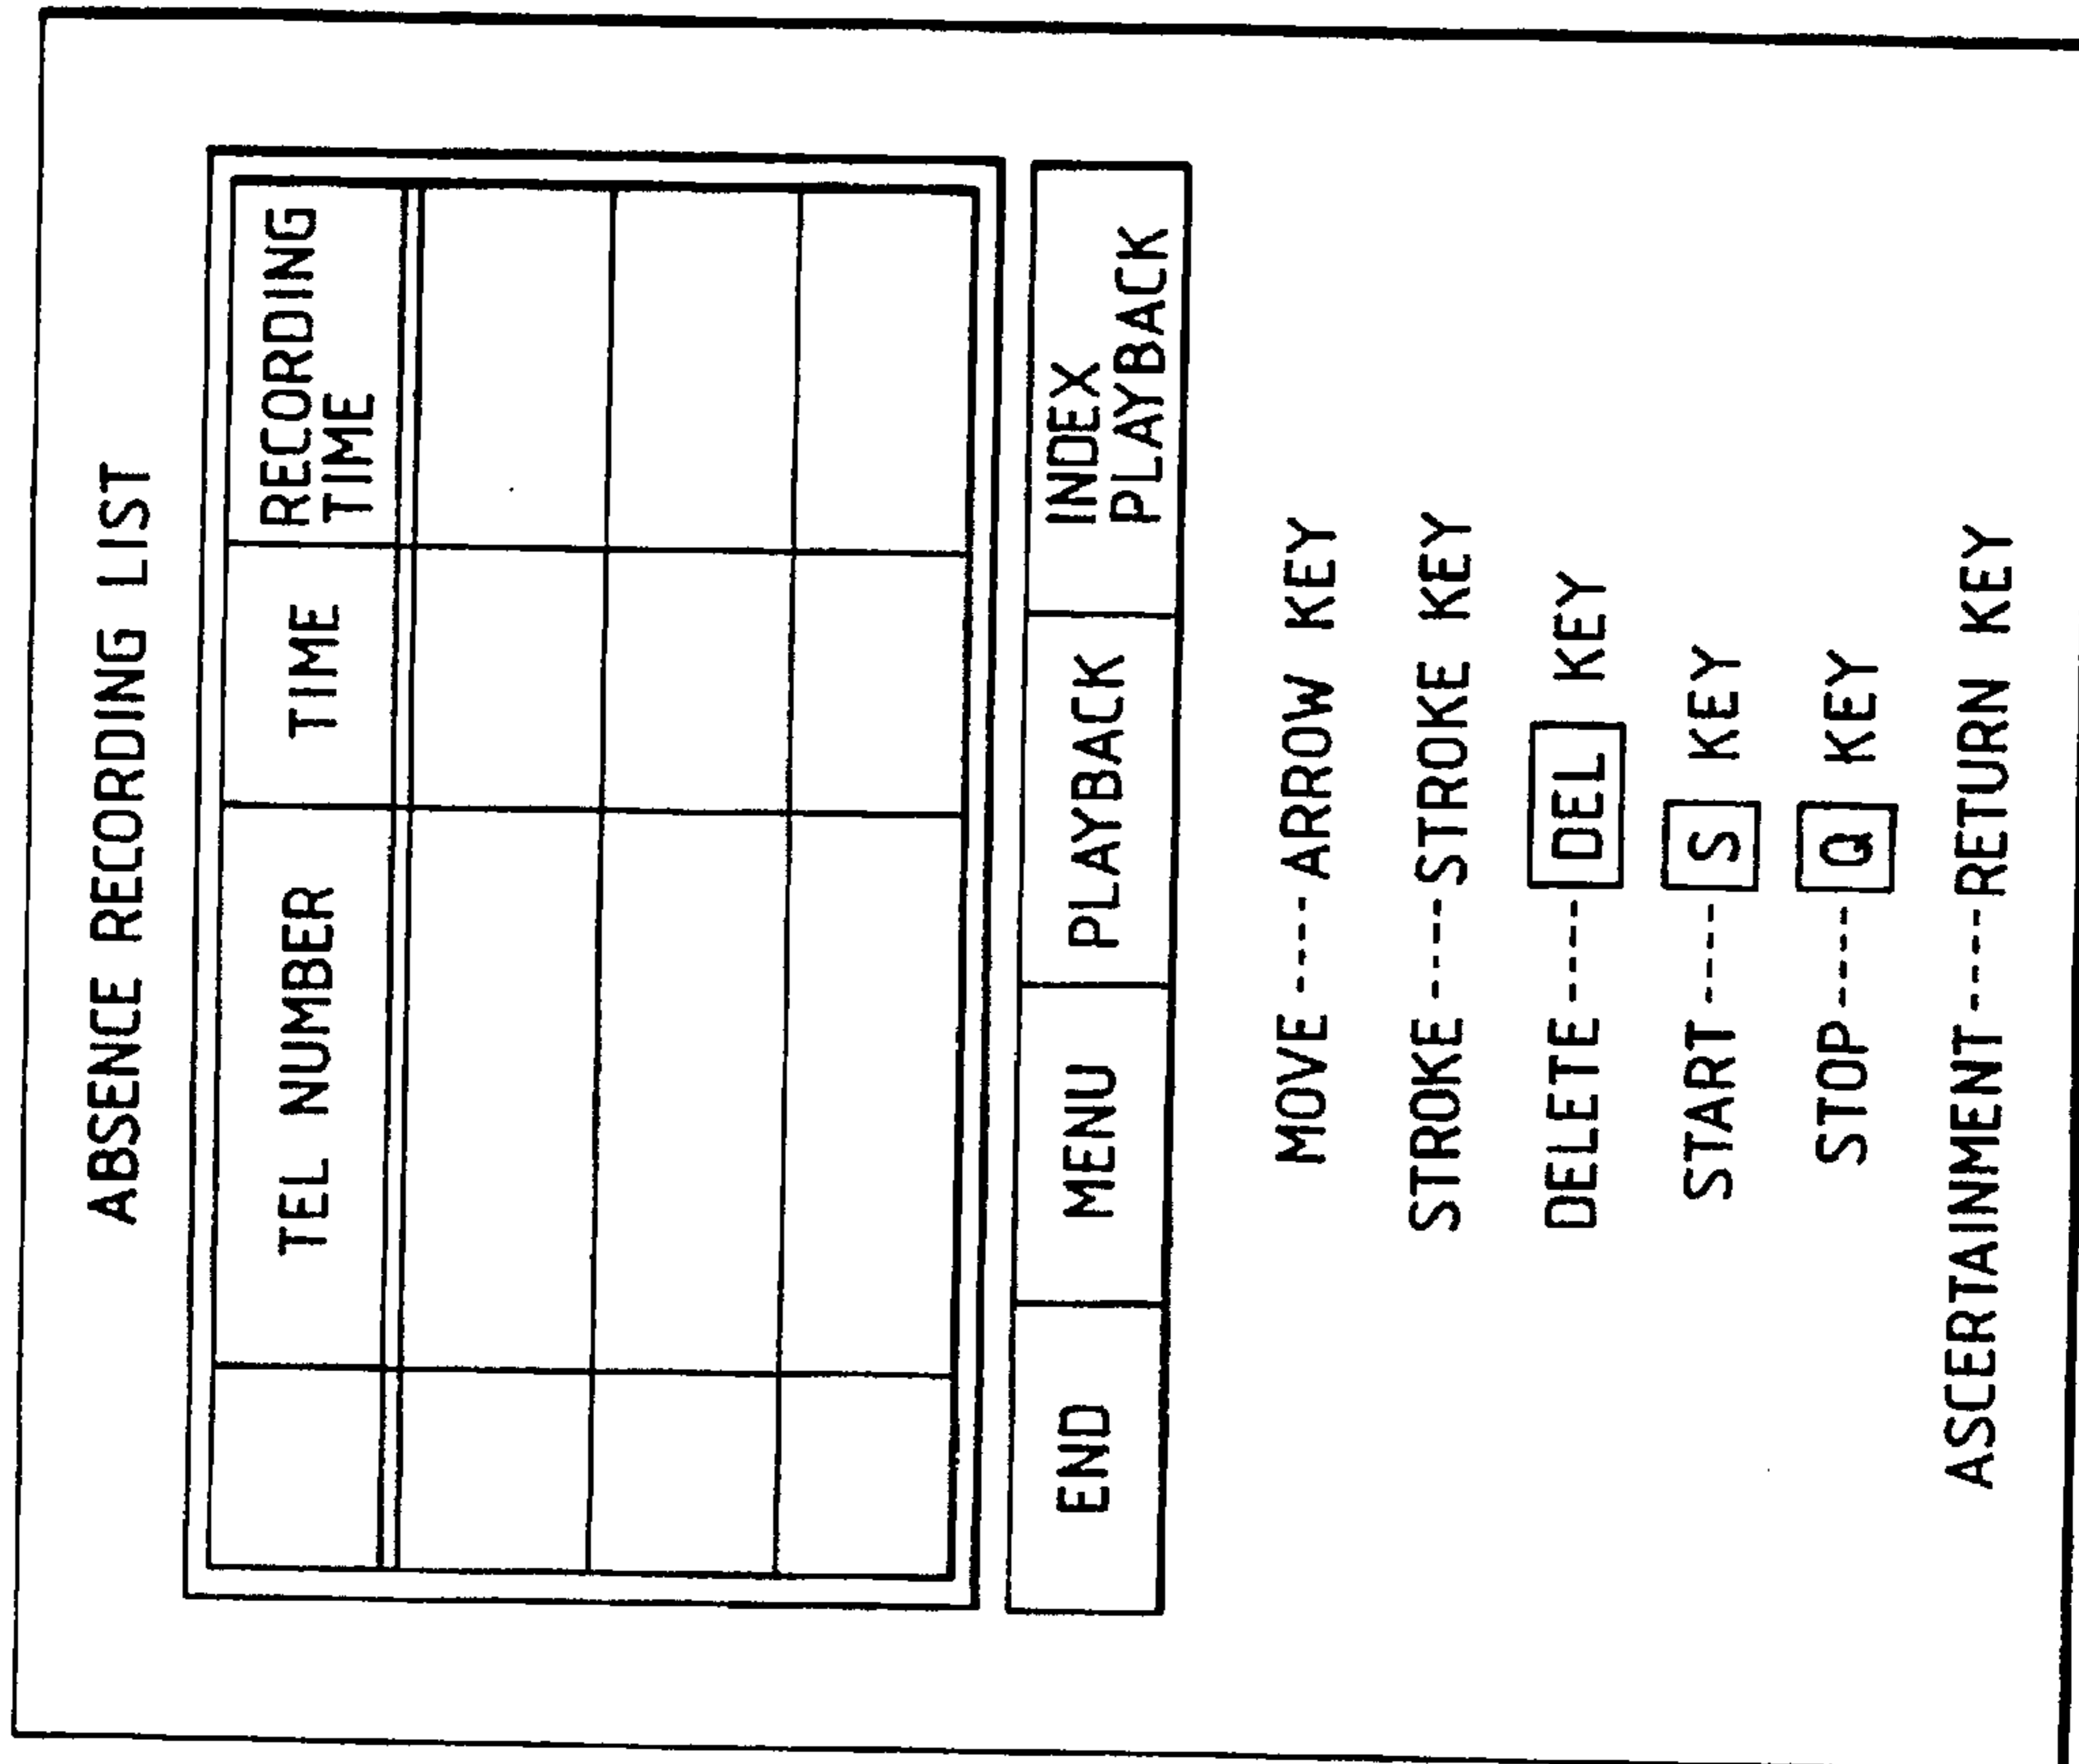 ABSENCE RECORDING LIST
TEL NUMBER TIME RECORDING
TIME
END MENU PLAYBACK INDEX
PLAYBACK
MOVE ---- ARROW KEY
STROKE ---- STROKE KEY
DELETE ---- DEL KEY
START ---- S KEY
STOP ---- Q KEY
ASCERTAINMENT ---- RETURN KEY